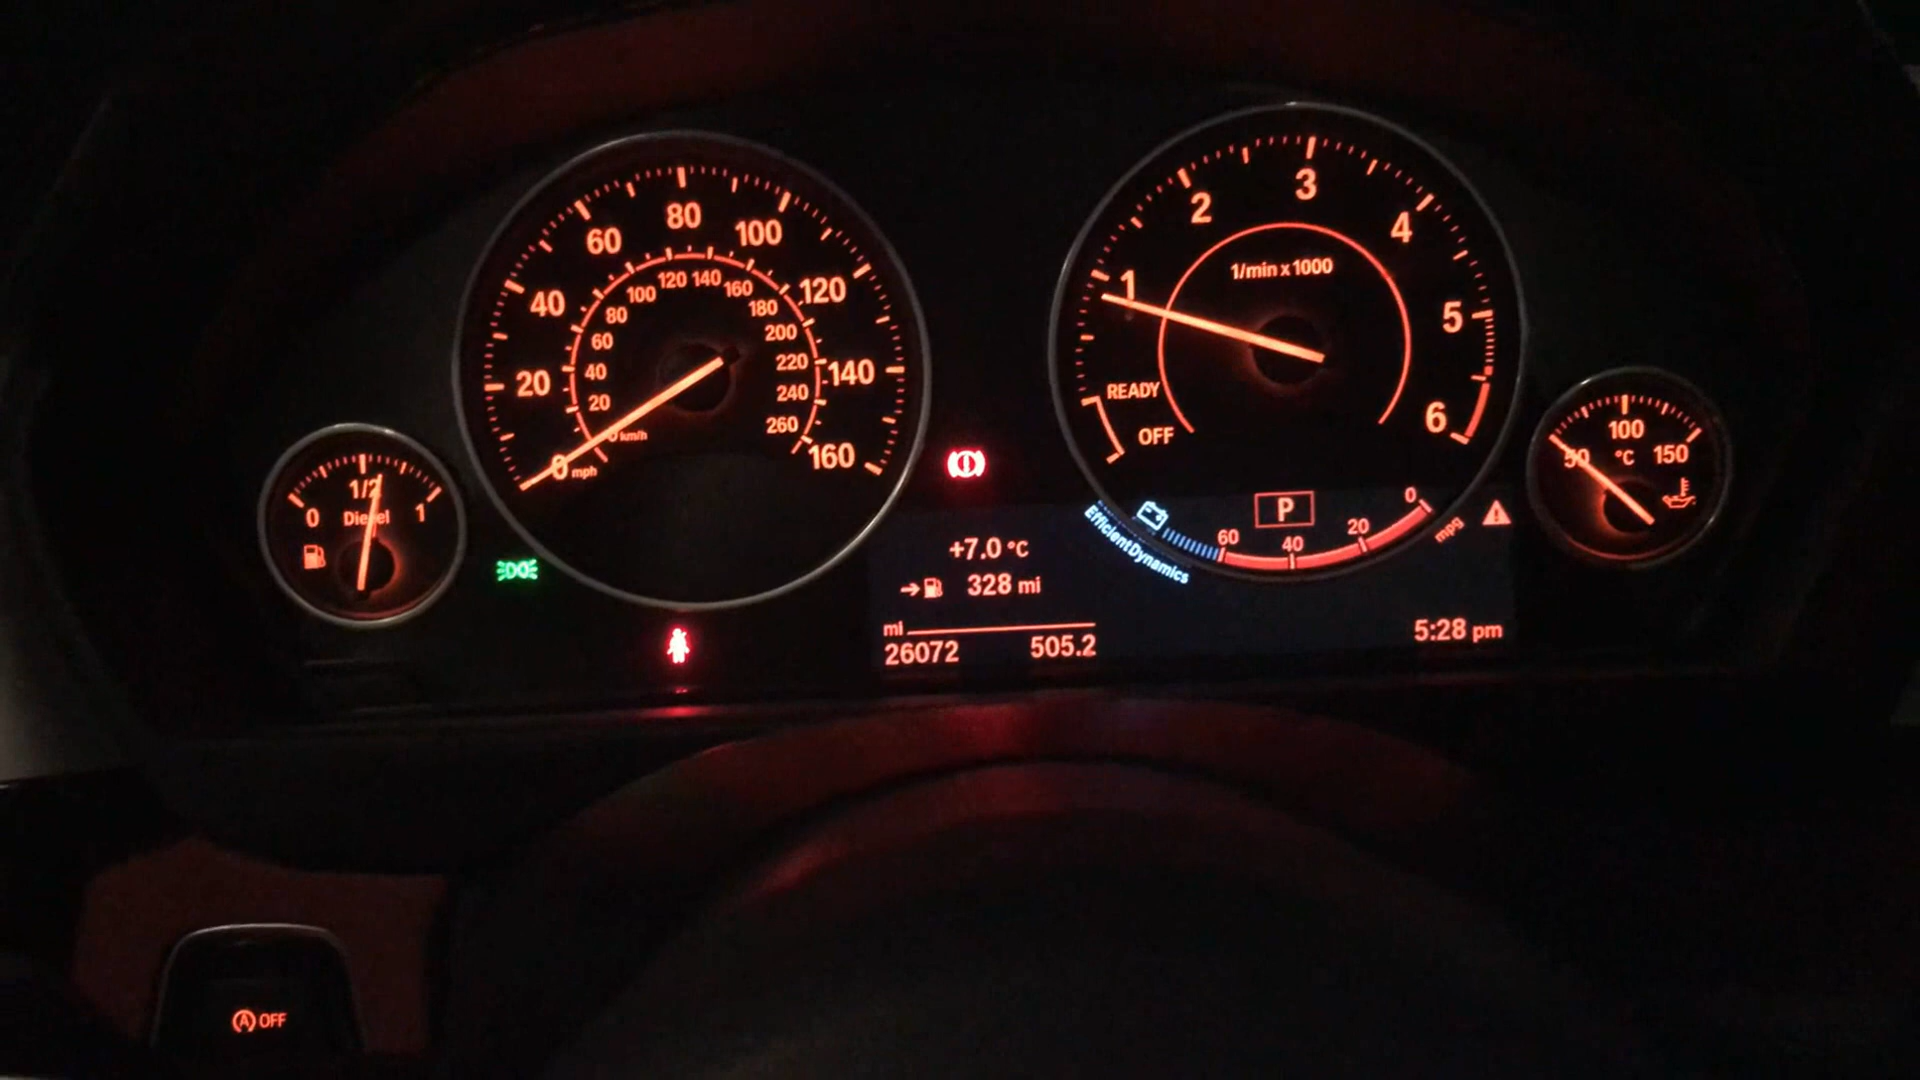 0
1/2
1
Diesel
0
20
40
60
80
100
120
140
160
mph
0
20
40
60
80
100
120
140
160
180
200
220
240
260
km/h
1
2
3
4
5
6
1/min x 1000
READY
OFF
50
100
150
°C
EfficientDynamics
60
40
20
0
mpg
P
+7.0 °C
328 mi
mi
26072 505.2
5:28 pm
A OFF